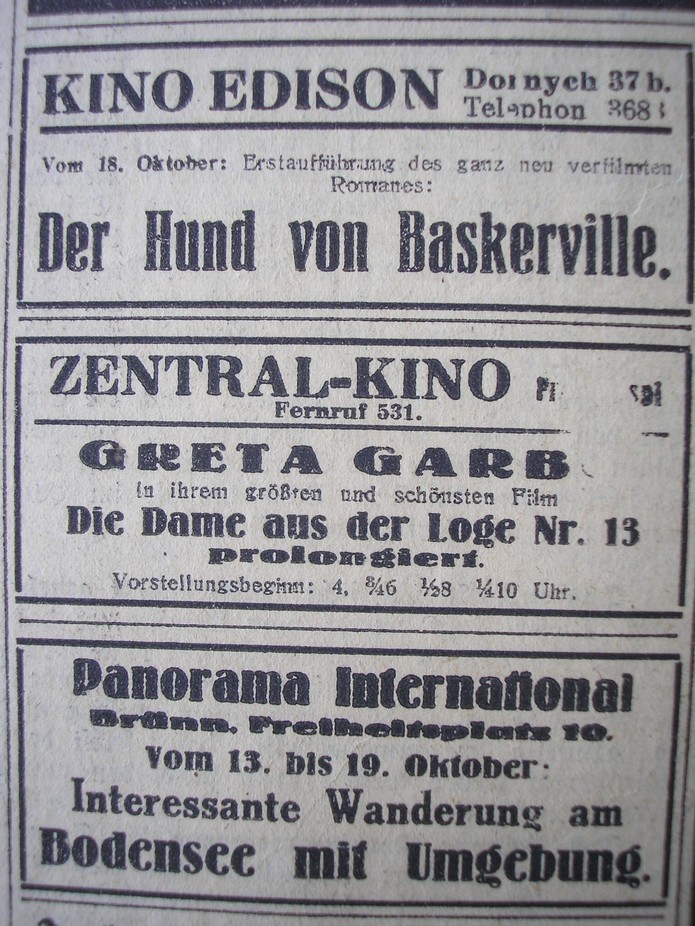 KINO EDISON
Dornych 37 b.
Telephon
Vom 18. Oktober: Erstaufführung des ganz neu verfilmten
Romanes:
Der Hund von Baskerville.
ZENTRAL-KINO
Fernruf 531.
GRETA GARB
in ihrem größten und schönsten Film
Die Dame aus der Loge Nr. 13
prolongiert.
Vorstellungsbeginn: 4, ¾6 ½8 ¼10 Uhr.
Panorama International
Brünn, Freiheitsplatz 10.
Vom 13. bis 19. Oktober:
Interessante Wanderung am
Bodensee mit Umgebung.